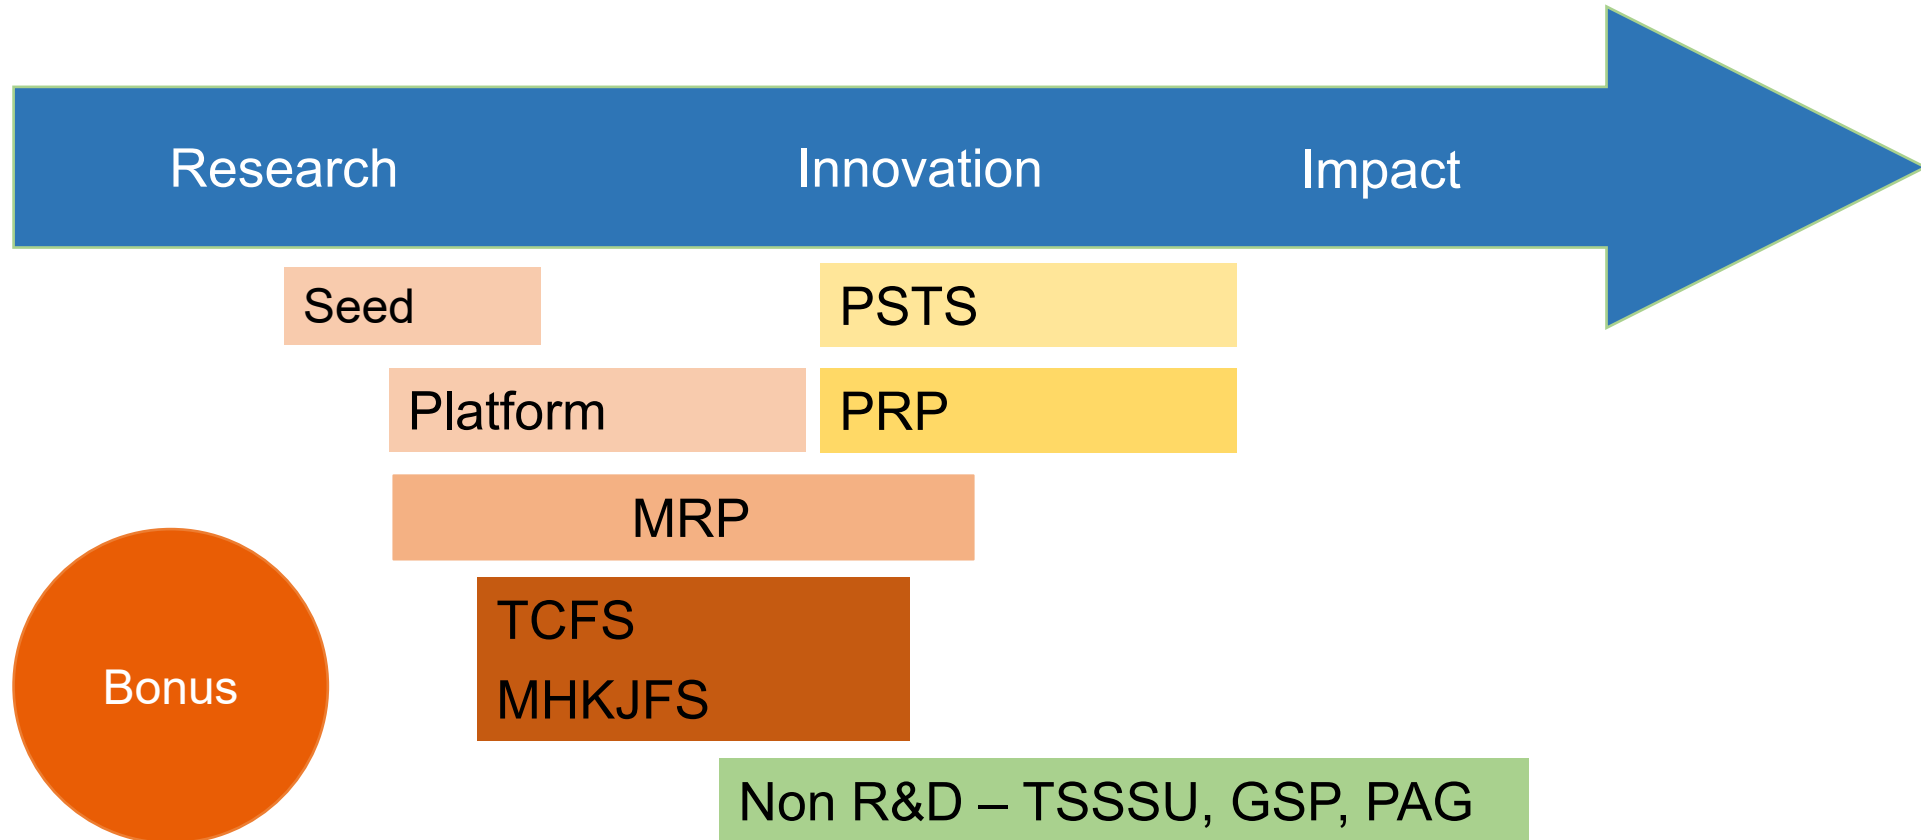 Research
Innovation
Impact
Seed
PSTS
Platform
PRP
MRP
TCFS
MHKJFS
Bonus
Non R&D – TSSSU, GSP, PAG